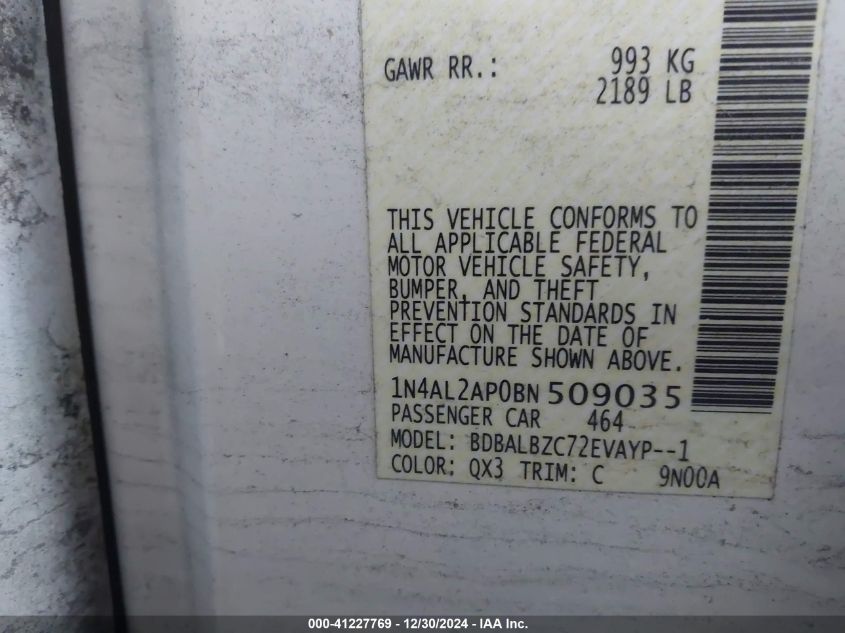 GAWR RR.: 993 KG
2189 LB
THIS VEHICLE CONFORMS TO
ALL APPLICABLE FEDERAL
MOTOR VEHICLE SAFETY,
BUMPER, AND THEFT
PREVENTION STANDARDS IN
EFFECT ON THE DATE OF
MANUFACTURE SHOWN ABOVE.
1N4AL2AP0BN 509035
PASSENGER CAR 464
MODEL: BDBALBZC72EVAYP--1
COLOR: QX3 TRIM: C 9N00A
000-41227769 - 12/30/2024 - IAA Inc.